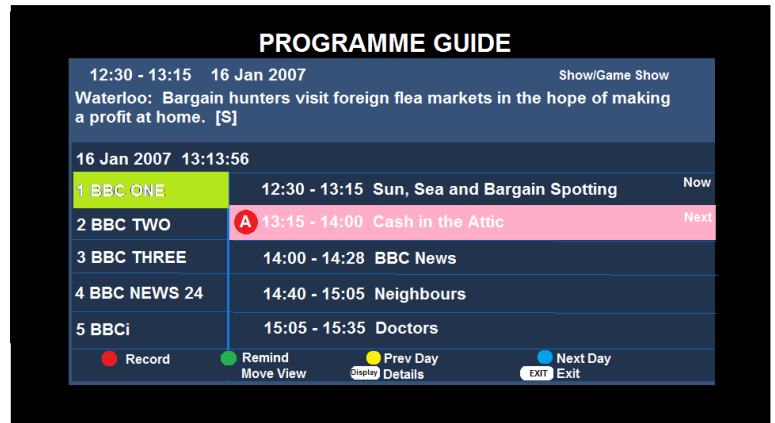 PROGRAMME GUIDE
12:30 - 13:15 16 Jan 2007 Show/Game Show
Waterloo: Bargain hunters visit foreign flea markets in the hope of making
a profit at home. [S]
16 Jan 2007 13:13:56
1 BBC ONE 12:30 - 13:15 Sun, Sea and Bargain Spotting Now
2 BBC TWO A 13:15 - 14:00 Cash in the Attic Next
3 BBC THREE 14:00 - 14:28 BBC News
4 BBC NEWS 24 14:40 - 15:05 Neighbours
5 BBCi 15:05 - 15:35 Doctors
Record Remind Prev Day Next Day
Move View Display Details EXIT Exit